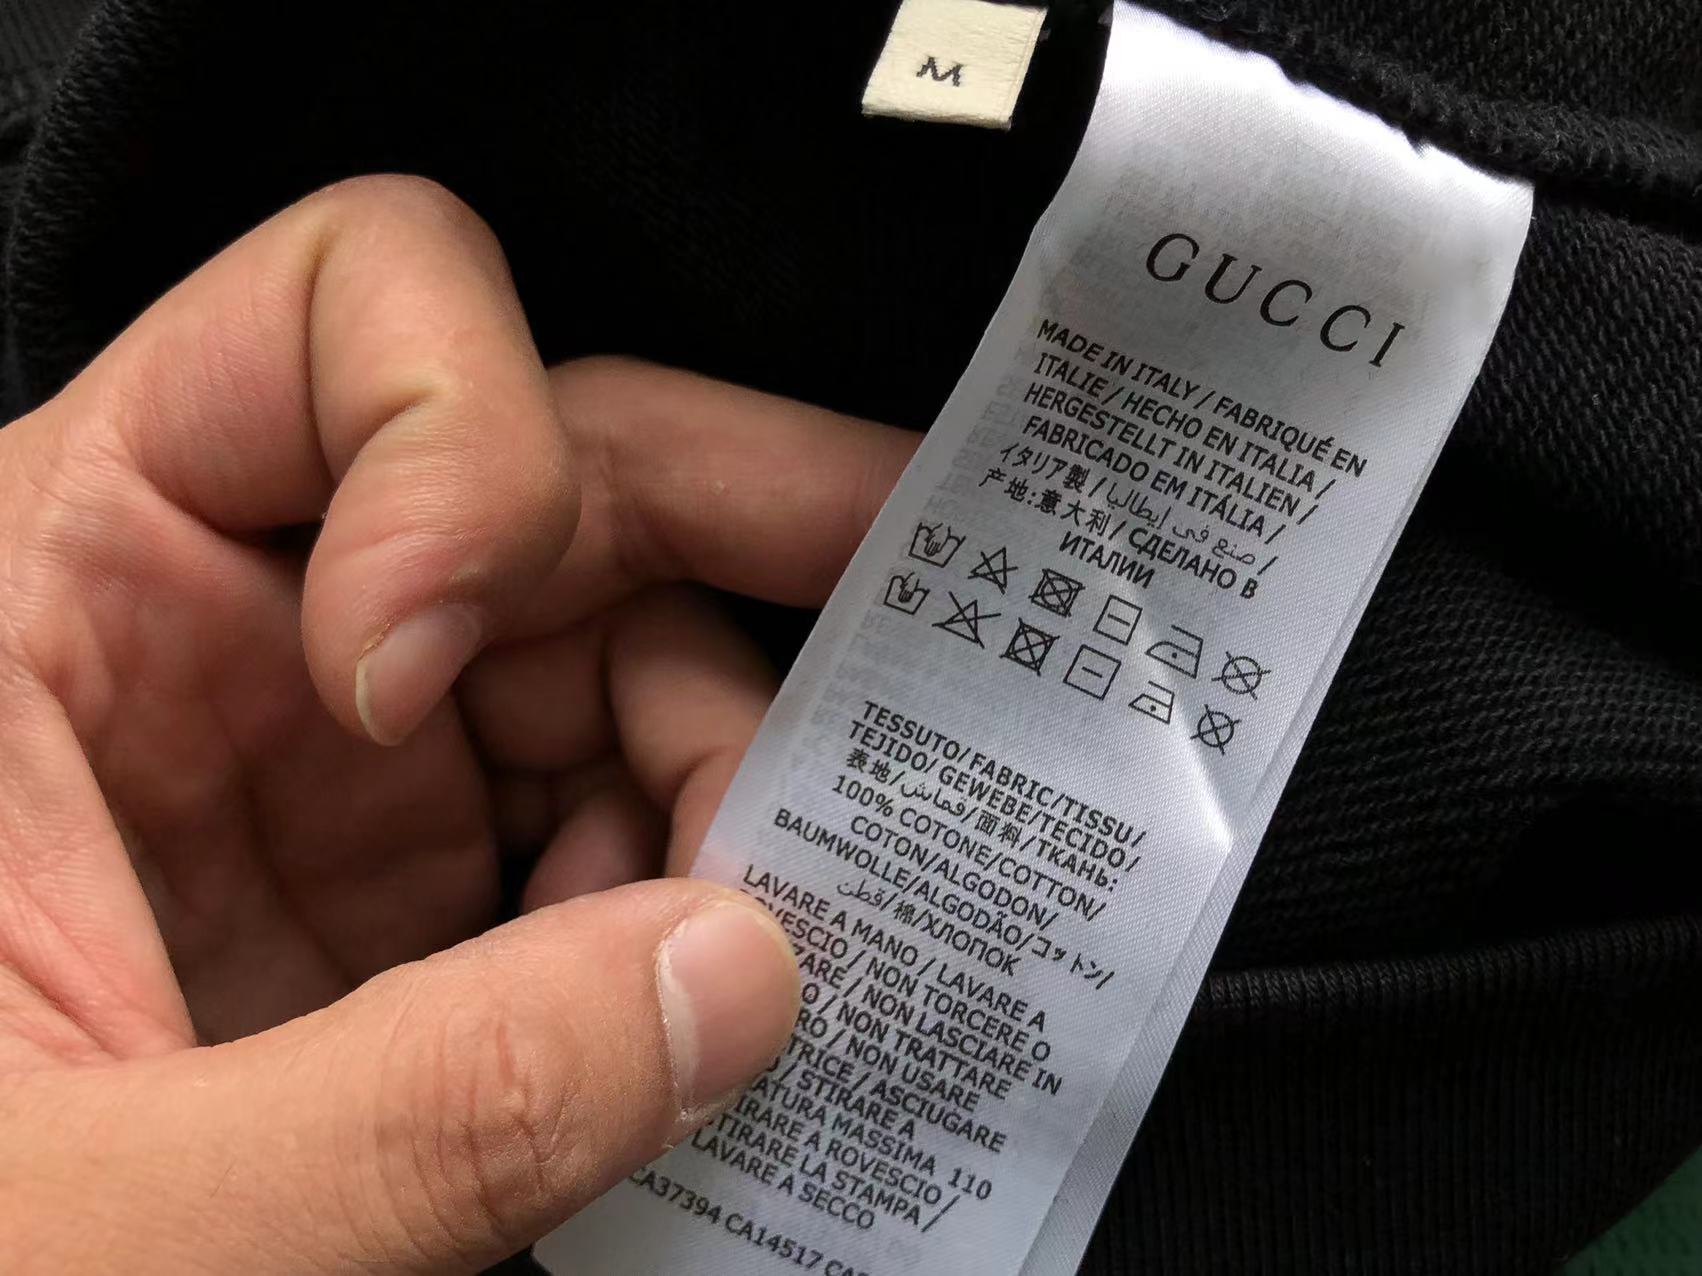 M
GUCCI
MADE IN ITALY / FABRIQUÉ EN
ITALIE / HECHO EN ITALIA /
HERGESTELLT IN ITALIEN /
FABRICADO EM ITÁLIA /
イタリア製 / صنع في إيطاليا /
产地:意大利 / СДЕЛАНО В
ИТАЛИИ
TESSUTO/FABRIC/TISSU/
TEJIDO/GEWEBE/TECIDO/
表地/قماش/面料/ТКАНЬ:
100% COTONE/COTTON/
COTON/ALGODON/
BAUMWOLLE/ALGODÃO/コットン/
قطن/棉/ХЛОПОК
LAVARE A MANO / LAVARE A
ROVESCIO / NON TORCERE O
/ NON LASCIARE IN
/ NON TRATTARE
/ NON USARE
/ ASCIUGARE
/ STIRARE A
MASSIMA 110
A ROVESCIO /
STIRARE LA STAMPA /
LAVARE A SECCO
CA37394 CA14517